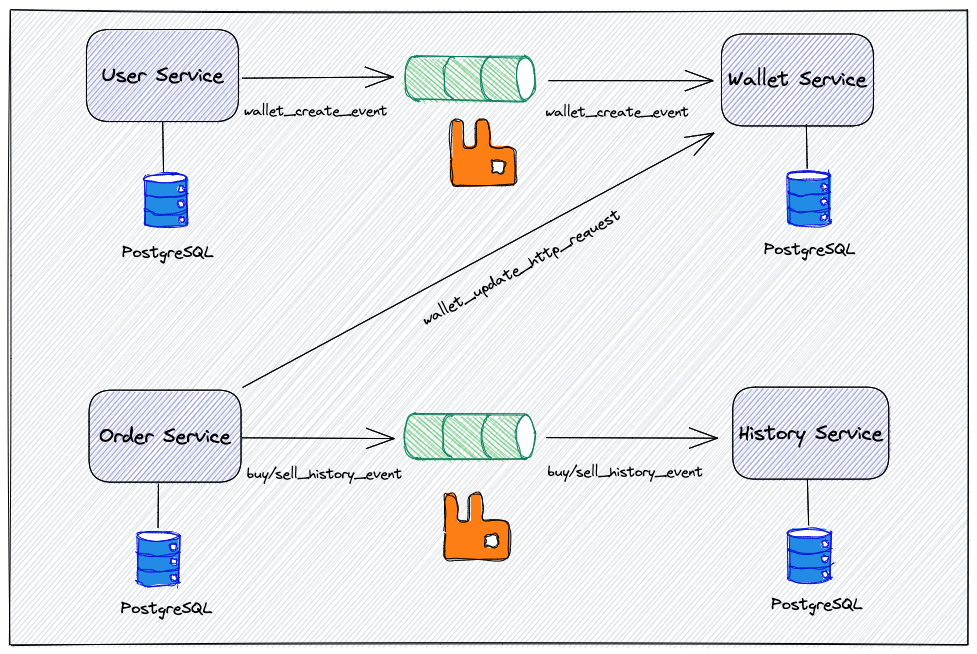 User Service
Wallet Service
wallet_create_event
wallet_create_event
PostgreSQL
PostgreSQL
wallet_update_http_request
Order Service
History Service
buy/sell_history_event
buy/sell_history_event
PostgreSQL
PostgreSQL